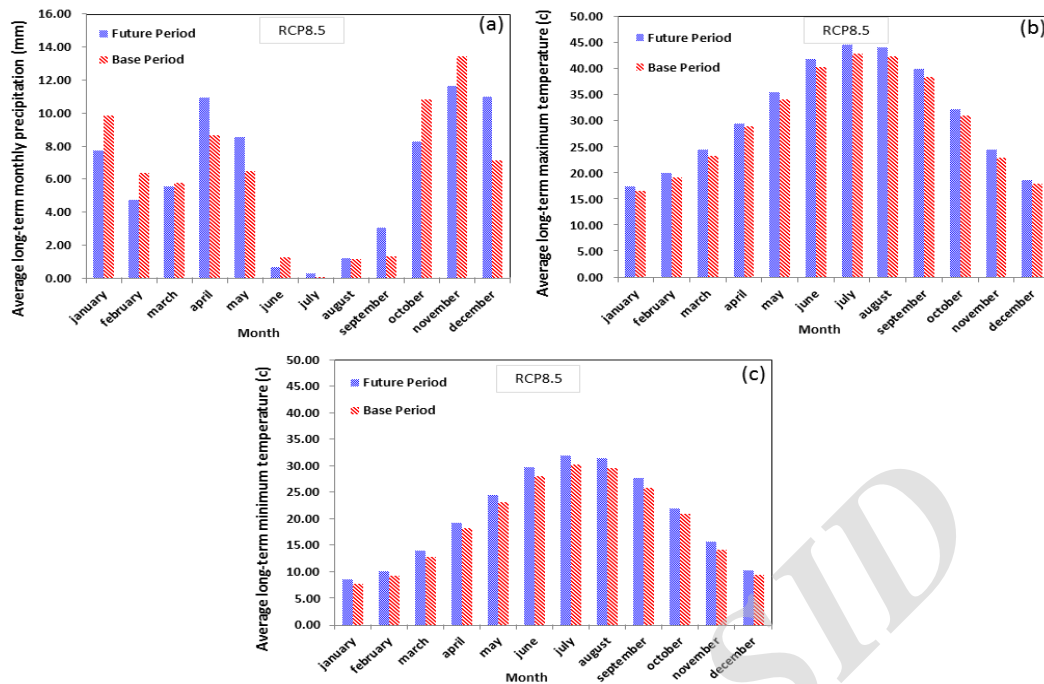 Average long-term monthly precipitation (mm)
16.00
14.00
12.00
10.00
8.00
6.00
4.00
2.00
0.00
Future Period
Base Period
RCP8.5
(a)
january
february
march
april
may
june
july
august
september
october
november
december
Month
Average long-term maximum temperature (c)
50.00
45.00
40.00
35.00
30.00
25.00
20.00
15.00
10.00
5.00
0.00
Future Period
Base Period
RCP8.5
(b)
january
february
march
april
may
june
july
august
september
october
november
december
Month
Average long-term minimum temperature (c)
50.00
45.00
40.00
35.00
30.00
25.00
20.00
15.00
10.00
5.00
0.00
Future Period
Base Period
RCP8.5
(c)
january
february
march
april
may
june
july
august
september
october
november
december
Month
SID